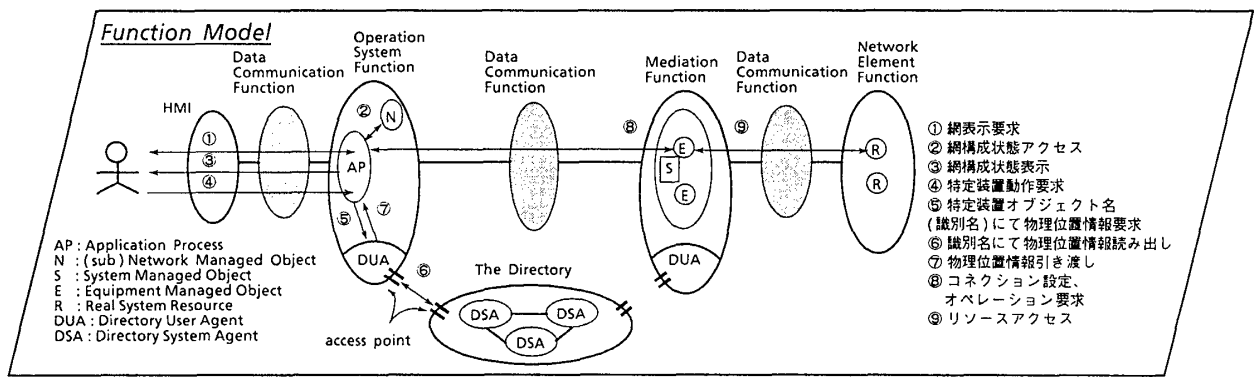 Function Model
HMI
Data
Communication
Function
Operation
System
Function
Data
Communication
Function
Mediation
Function
Data
Communication
Function
Network
Element
Function
①
③
④
②
N
AP
⑤
⑦
DUA
⑥
⑧
E
S
E
DUA
⑨
R
R
The Directory
DSA
DSA
DSA
access point
AP : Application Process
N : (sub) Network Managed Object
S : System Managed Object
E : Equipment Managed Object
R : Real System Resource
DUA : Directory User Agent
DSA : Directory System Agent
① 網表示要求
② 網構成状態アクセス
③ 網構成状態表示
④ 特定装置動作要求
⑤ 特定装置オブジェクト名
(識別名)にて物理位置情報要求
⑥ 識別名にて物理位置情報読み出し
⑦ 物理位置情報引き渡し
⑧ コネクション設定、
オペレーション要求
⑨ リソースアクセス